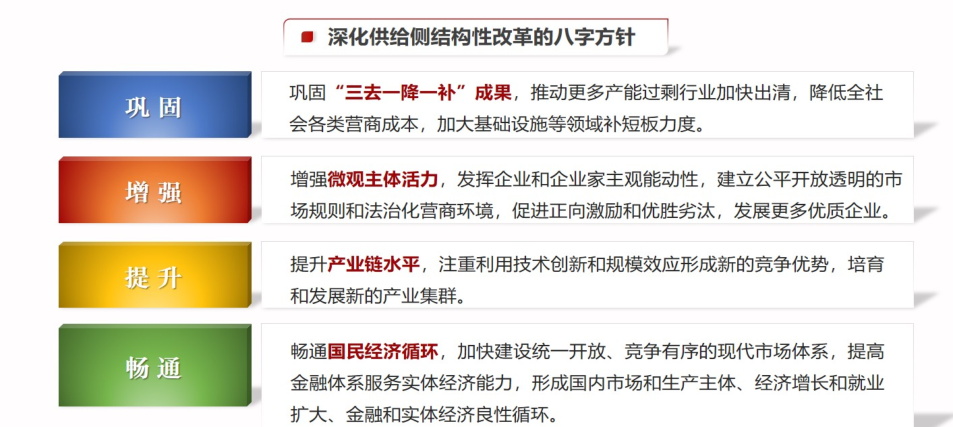 深化供给侧结构性改革的八字方针
巩固
巩固“三去一降一补”成果，推动更多产能过剩行业加快出清，降低全社
会各类营商成本，加大基础设施等领域补短板力度。
增强
增强微观主体活力，发挥企业和企业家主观能动性，建立公平开放透明的市
场规则和法治化营商环境，促进正向激励和优胜劣汰，发展更多优质企业。
提升
提升产业链水平，注重利用技术创新和规模效应形成新的竞争优势，培育
和发展新的产业集群。
畅通
畅通国民经济循环，加快建设统一开放、竞争有序的现代市场体系，提高
金融体系服务实体经济能力，形成国内市场和生产主体、经济增长和就业
扩大、金融和实体经济良性循环。